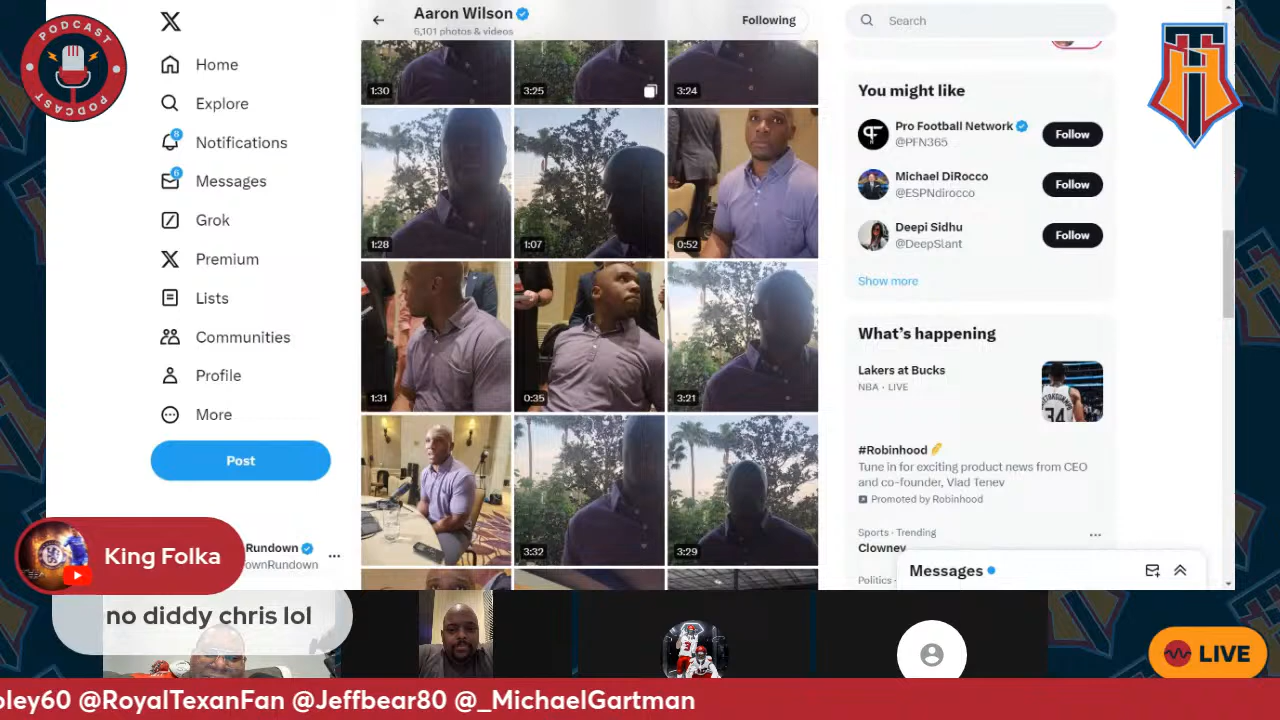 PODCAST
PODCAST
Home
Explore
8
Notifications
6
Messages
Grok
Premium
Lists
Communities
Profile
More
Post
Rundown
ownRundown
Aaron Wilson
6,101 photos & videos
Following
1:30
3:25
3:24
1:28
1:07
0:52
1:31
0:35
3:21
3:32
3:29
Search
You might like
Pro Football Network
@PFN365
Follow
Michael DiRocco
@ESPNdirocco
Follow
Deepi Sidhu
@DeepSlant
Follow
Show more
What's happening
Lakers at Bucks
NBA · LIVE
34
#Robinhood
Tune in for exciting product news from CEO
and co-founder, Vlad Tenev
Promoted by Robinhood
Sports · Trending
Clowney
Politics ·
Messages
King Folka
no diddy chris lol
LIVE
oley60 @RoyalTexanFan @Jeffbear80 @_MichaelGartman